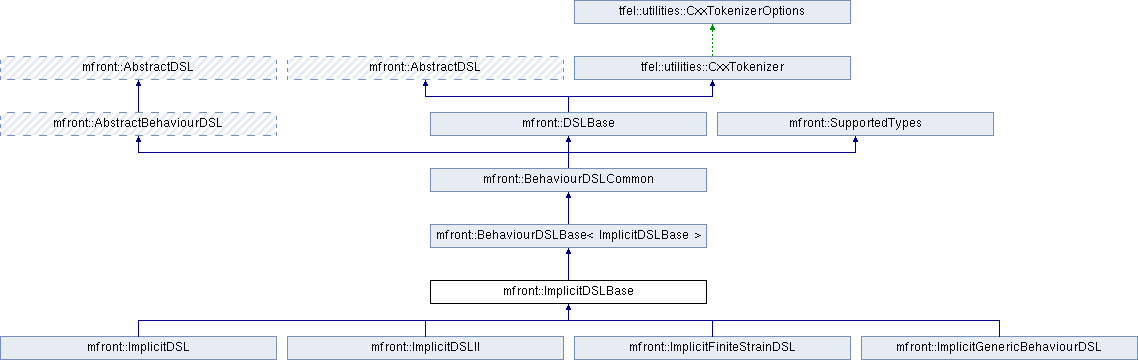 tfel::utilities::CxxTokenizerOptions
mfront::AbstractDSL
mfront::AbstractDSL
tfel::utilities::CxxTokenizer
mfront::AbstractBehaviourDSL
mfront::DSLBase
mfront::SupportedTypes
mfront::BehaviourDSLCommon
mfront::BehaviourDSLBase< ImplicitDSLBase >
mfront::ImplicitDSLBase
mfront::ImplicitDSL
mfront::ImplicitDSLII
mfront::ImplicitFiniteStrainDSL
mfront::ImplicitGenericBehaviourDSL